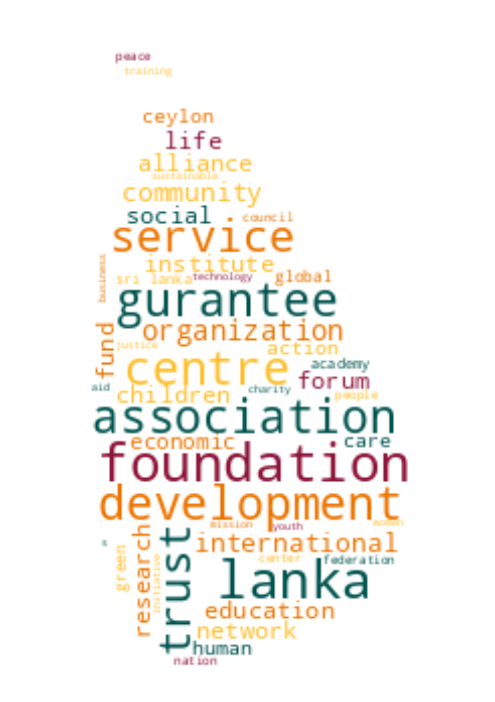 peace
training
ceylon
life
alliance
sustainable
community
social
council
service
institute
business
sri lanka
technology
global
gurantee
organization
fund
justice
action
centre
academy
forum
aid
children
charity
people
association
economic
care
foundation
development
mission
youth
women
research
trust
international
s
green
initiative
center
federation
lanka
education
network
human
nation